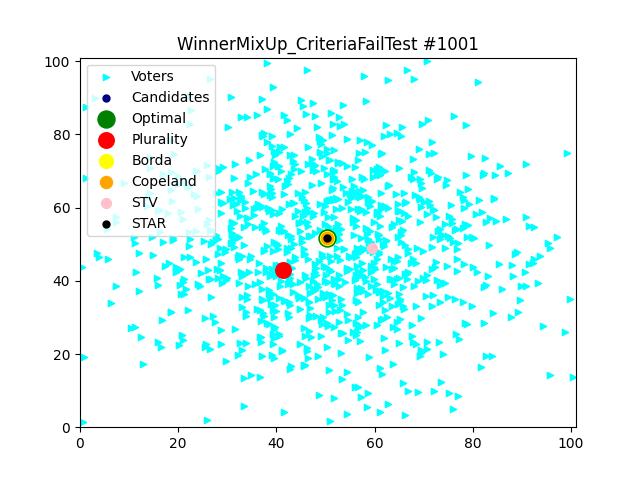 WinnerMixUp_CriteriaFailTest #1001
100
80
60
40
20
0
Voters
Candidates
Optimal
Plurality
Borda
Copeland
STV
STAR
0 20 40 60 80 100